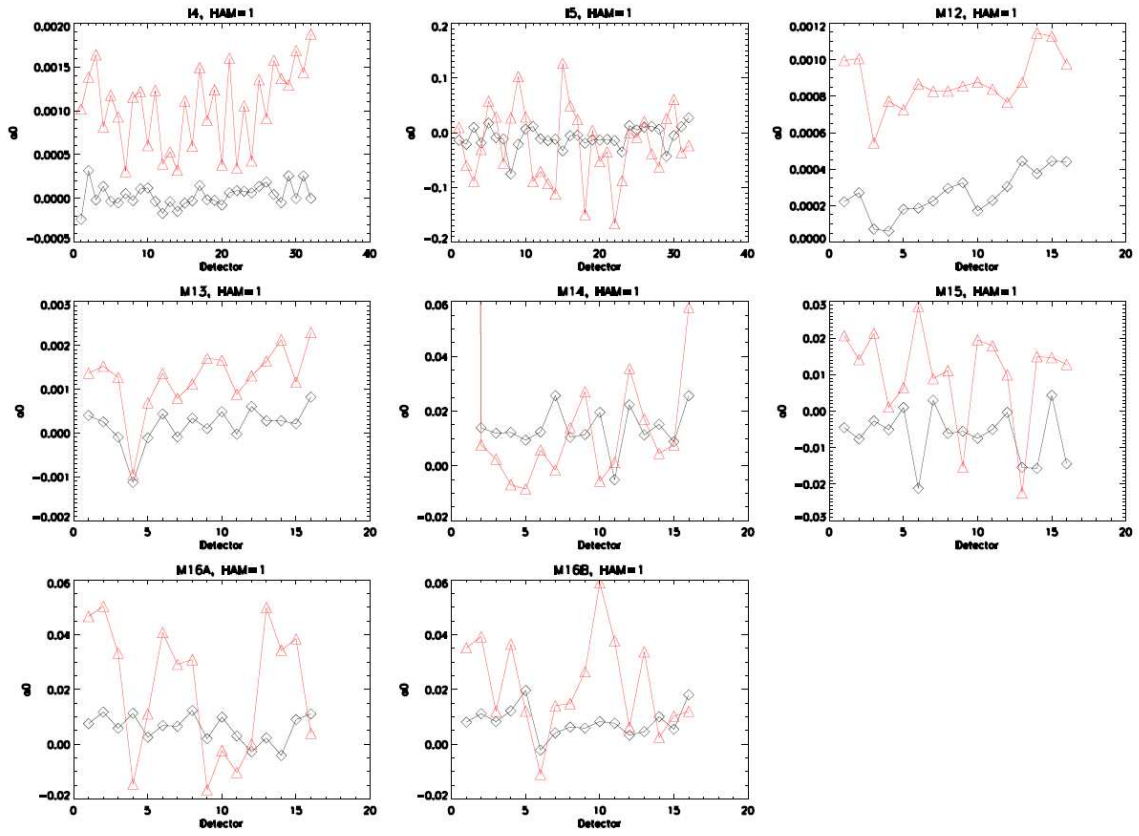 I4, HAM=1
0.0020
0.0015
0.0010
0.0005
0.0000
-0.0005
a0
0 10 20 30 40
Detector
I5, HAM=1
0.2
0.1
0.0
-0.1
-0.2
a0
0 10 20 30 40
Detector
M12, HAM=1
0.0012
0.0010
0.0008
0.0006
0.0004
0.0002
0.0000
a0
0 5 10 15 20
Detector
M13, HAM=1
0.003
0.002
0.001
0.000
-0.001
-0.002
a0
0 5 10 15 20
Detector
M14, HAM=1
0.06
0.04
0.02
0.00
-0.02
a0
0 5 10 15 20
Detector
M15, HAM=1
0.03
0.02
0.01
0.00
-0.01
-0.02
-0.03
a0
0 5 10 15 20
Detector
M16A, HAM=1
0.06
0.04
0.02
0.00
-0.02
a0
0 5 10 15 20
Detector
M16B, HAM=1
0.06
0.04
0.02
0.00
-0.02
a0
0 5 10 15 20
Detector